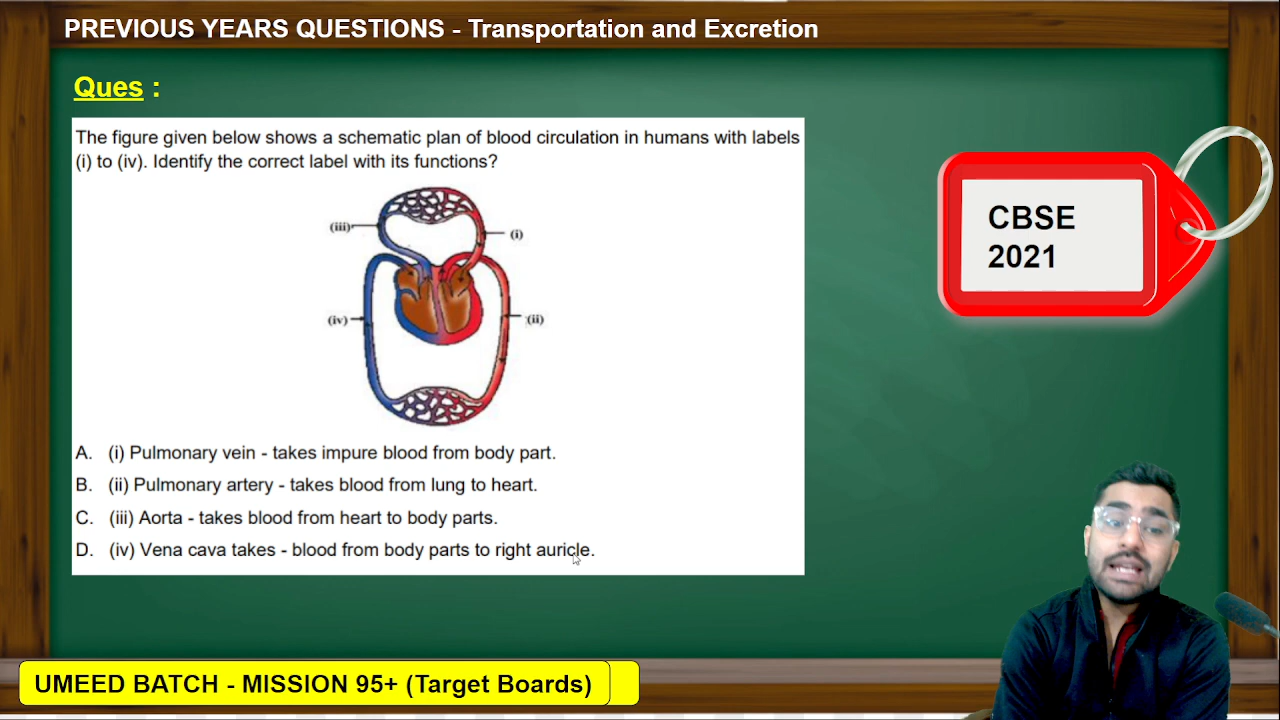 PREVIOUS YEARS QUESTIONS - Transportation and Excretion
Ques :
The figure given below shows a schematic plan of blood circulation in humans with labels
(i) to (iv). Identify the correct label with its functions?
(iii)
(i)
(iv)
(ii)
A. (i) Pulmonary vein - takes impure blood from body part.
B. (ii) Pulmonary artery - takes blood from lung to heart.
C. (iii) Aorta - takes blood from heart to body parts.
D. (iv) Vena cava takes - blood from body parts to right auricle.
CBSE
2021
UMEED BATCH - MISSION 95+ (Target Boards)